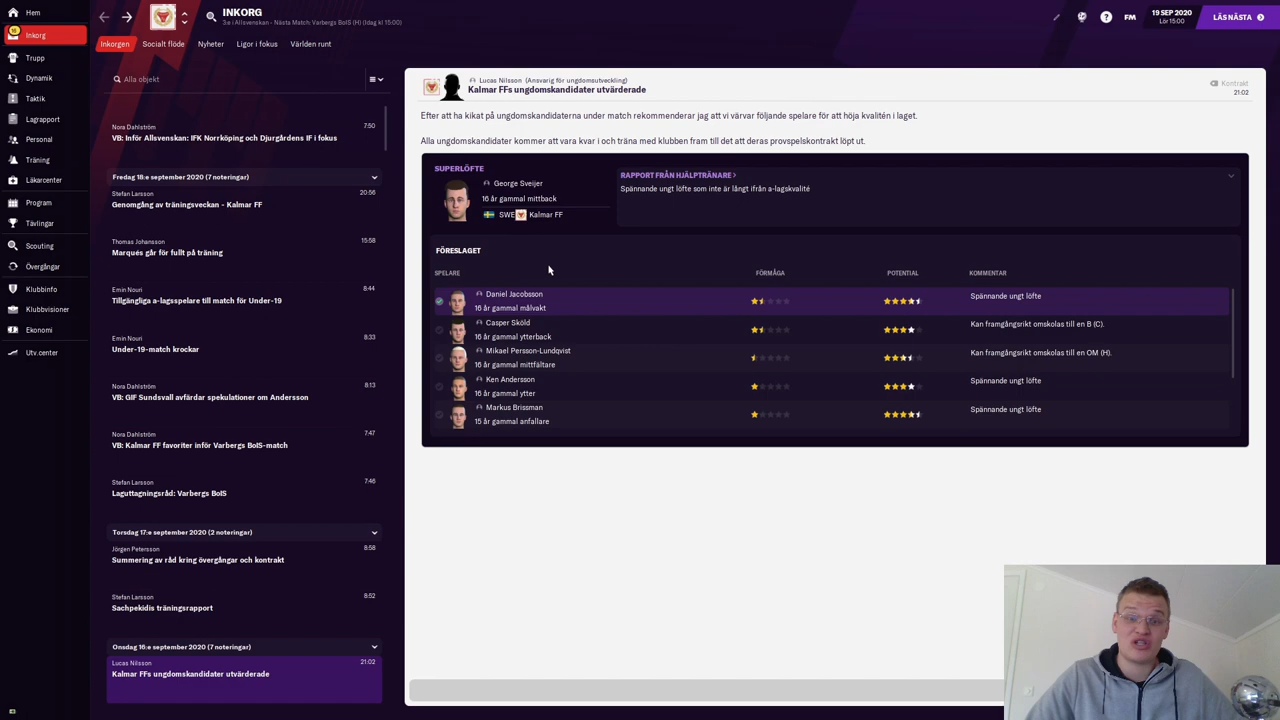 Hem
Inkorg
Trupp
Dynamik
Taktik
Lagrapport
Personal
Träning
Läkarcenter
Program
Tävlingar
Scouting
Övergångar
Klubbinfo
Klubbvisioner
Ekonomi
Utv.center
INKORG
3:e i Allsvenskan - Nästa Match: Varbergs BoIS (H) (Idag kl 15:00)
FM
19 SEP 2020
Lör 15:00
LÄS NÄSTA
Inkorgen
Socialt flöde
Nyheter
Ligor i fokus
Världen runt
Alla objekt
Nora Dahlström
7:50
VB: Inför Allsvenskan: IFK Norrköping och Djurgårdens IF i fokus
Fredag 18:e september 2020 (7 noteringar)
Stefan Larsson
20:56
Genomgång av träningsveckan - Kalmar FF
Thomas Johansson
15:58
Marqués går för fullt på träning
Emin Nouri
8:44
Tillgängliga a-lagsspelare till match för Under-19
Emin Nouri
8:33
Under-19-match krockar
Nora Dahlström
8:13
VB: GIF Sundsvall avfärdar spekulationer om Andersson
Nora Dahlström
7:47
VB: Kalmar FF favoriter inför Varbergs BoIS-match
Stefan Larsson
7:46
Laguttagningsråd: Varbergs BoIS
Torsdag 17:e september 2020 (2 noteringar)
Jörgen Petersson
8:58
Summering av råd kring övergångar och kontrakt
Stefan Larsson
8:52
Sachpekidis träningsrapport
Onsdag 16:e september 2020 (7 noteringar)
Lucas Nilsson
21:02
Kalmar FFs ungdomskandidater utvärderade
Lucas Nilsson (Ansvarig för ungdomsutveckling)
Kalmar FFs ungdomskandidater utvärderade
Kontrakt
21:02
Efter att ha kikat på ungdomskandidaterna under match rekommenderar jag att vi värvar följande spelare för att höja kvalitén i laget.
Alla ungdomskandidater kommer att vara kvar i och träna med klubben fram till det att deras provspelskontrakt löpt ut.
SUPERLÖFTE
George Sveijer
16 år gammal mittback
SWE
Kalmar FF
RAPPORT FRÅN HJÄLPTRÄNARE >
Spännande ungt löfte som inte är långt ifrån a-lagskvalité
FÖRESLAGET
SPELARE
FÖRMÅGA
POTENTIAL
KOMMENTAR
Daniel Jacobsson
16 år gammal målvakt
Spännande ungt löfte
Casper Sköld
16 år gammal ytterback
Kan framgångsrikt omskolas till en B (C).
Mikael Persson-Lundqvist
16 år gammal mittfältare
Kan framgångsrikt omskolas till en OM (H).
Ken Andersson
16 år gammal ytter
Spännande ungt löfte
Markus Brissman
15 år gammal anfallare
Spännande ungt löfte